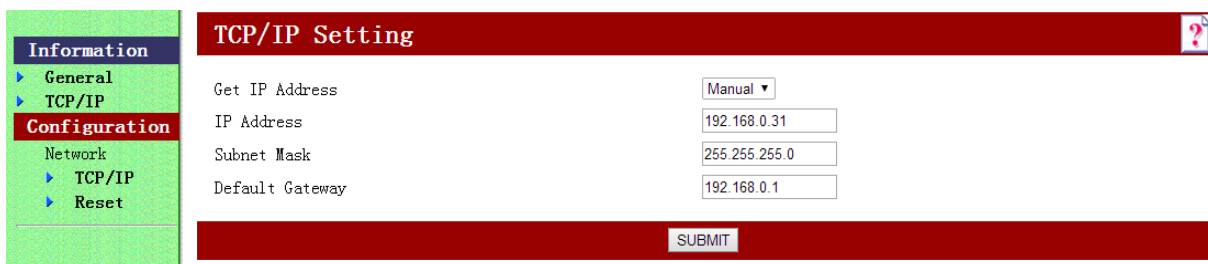 Information
General
TCP/IP
Configuration
Network
TCP/IP
Reset
TCP/IP Setting
?
Get IP Address Manual
IP Address 192.168.0.31
Subnet Mask 255.255.255.0
Default Gateway 192.168.0.1
SUBMIT